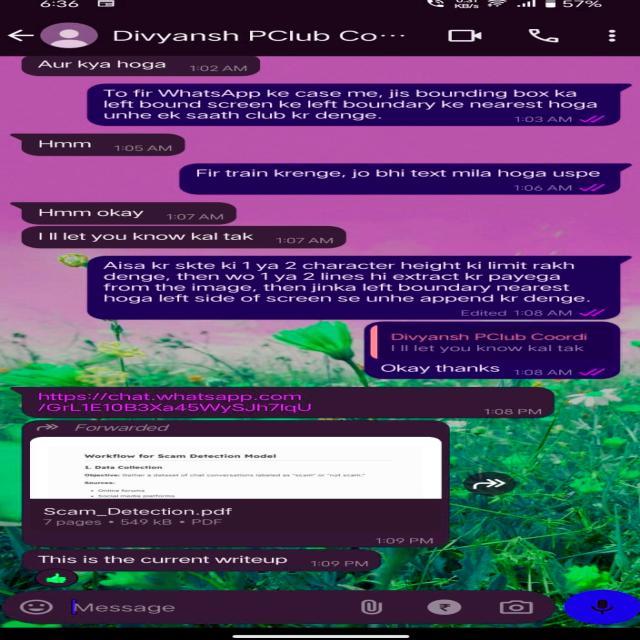 6:36
0.37
KB/s
57%
Divyansh PClub Co···
Aur kya hoga 1:02 AM
To fir WhatsApp ke case me, jis bounding box ka
left bound screen ke left boundary ke nearest hoga
unhe ek saath club kr denge. 1:03 AM
Hmm 1:05 AM
Fir train krenge, jo bhi text mila hoga uspe
1:06 AM
Hmm okay 1:07 AM
I ll let you know kal tak 1:07 AM
Aisa kr skte ki 1 ya 2 character height ki limit rakh
denge, then wo 1 ya 2 lines hi extract kr payega
from the image, then jinka left boundary nearest
hoga left side of screen se unhe append kr denge.
Edited 1:08 AM
Divyansh PClub Coordi
I ll let you know kal tak
Okay thanks 1:08 AM
https://chat.whatsapp.com
/GrL1E10B3Xa45WySJh7IqU 1:08 PM
Forwarded
Workflow for Scam Detection Model
1. Data Collection
Objective: Gather a dataset of chat conversations labeled as "scam" or "not scam."
Sources:
• Online forums
• Social media platforms
Scam_Detection.pdf
7 pages • 549 kB • PDF
1:09 PM
This is the current writeup 1:09 PM
Message